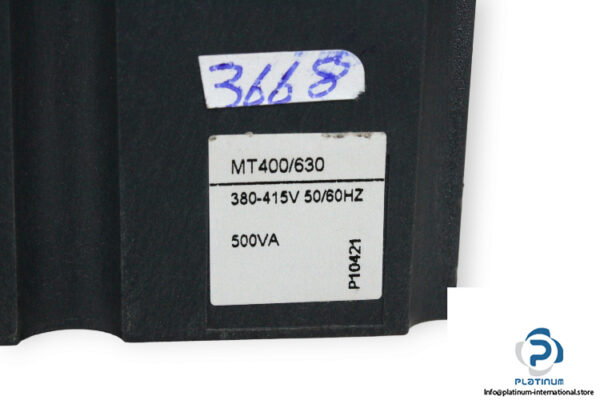 3668
MT400/630
380-415V 50/60HZ
500VA
P10421
PLATINUM
Info@platinum-international.store